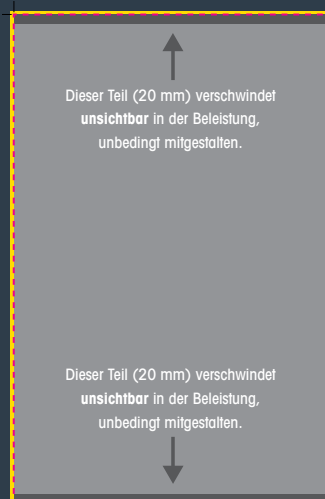 Dieser Teil (20 mm) verschwindet
unsichtbar in der Beleistung,
unbedingt mitgestalten.
Dieser Teil (20 mm) verschwindet
unsichtbar in der Beleistung,
unbedingt mitgestalten.